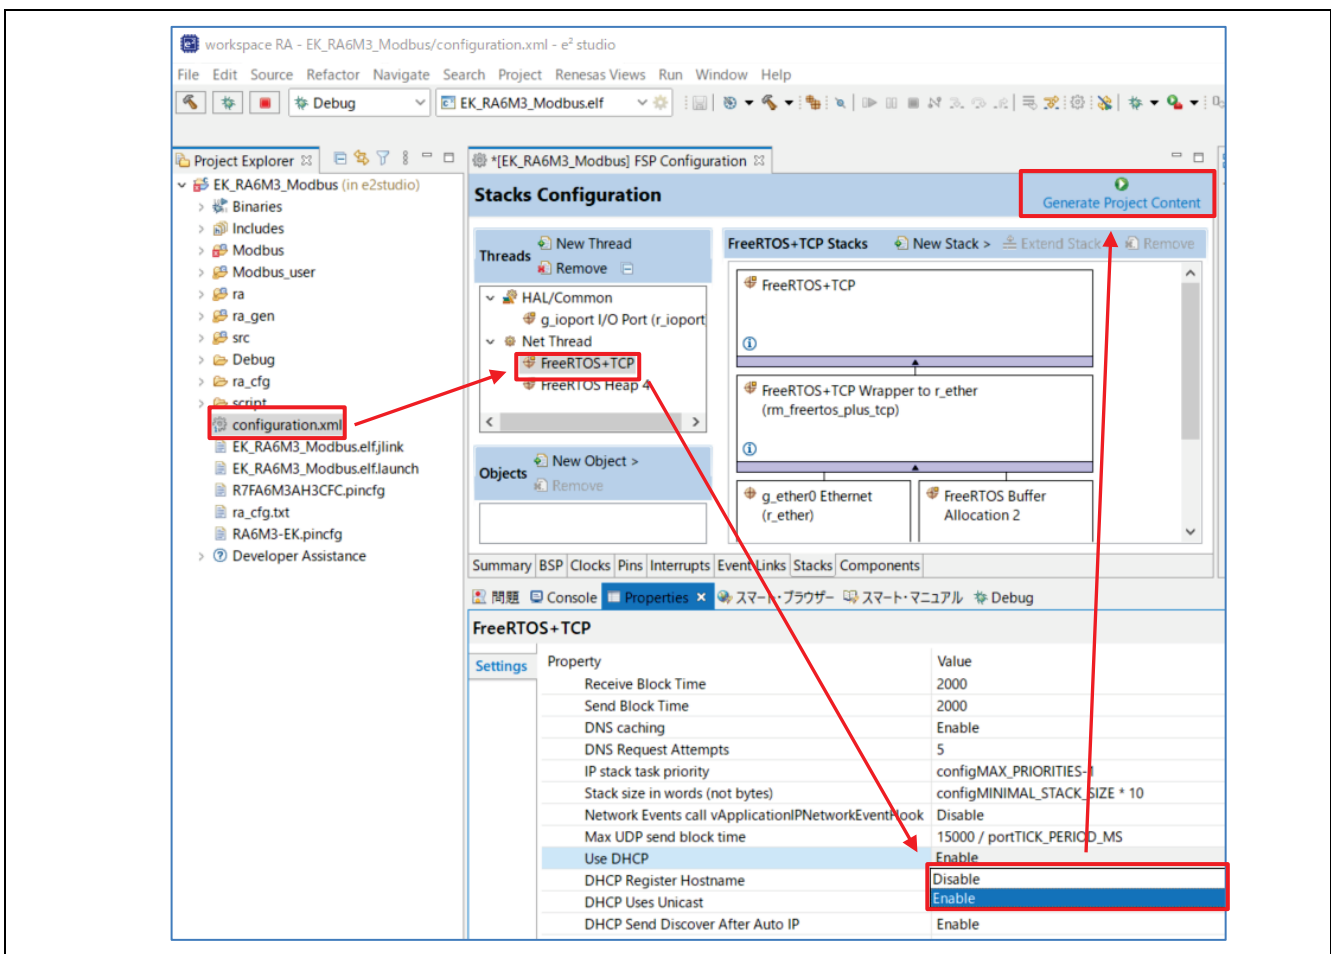 workspace RA - EK_RA6M3_Modbus/configuration.xml - e² studio
File Edit Source Refactor Navigate Search Project Renesas Views Run Window Help
Debug
EK_RA6M3_Modbus.elf
Project Explorer
EK_RA6M3_Modbus (in e2studio)
Binaries
Includes
Modbus
Modbus_user
ra
ra_gen
src
Debug
ra_cfg
script
configuration.xml
EK_RA6M3_Modbus.elf.jlink
EK_RA6M3_Modbus.elf.launch
R7FA6M3AH3CFC.pincfg
ra_cfg.txt
RA6M3-EK.pincfg
Developer Assistance
*[EK_RA6M3_Modbus] FSP Configuration
Stacks Configuration
Generate Project Content
Threads
New Thread
Remove
HAL/Common
g_ioport I/O Port (r_ioport
Net Thread
FreeRTOS+TCP
FreeRTOS Heap 4
Objects
New Object >
Remove
FreeRTOS+TCP Stacks
New Stack >
Extend Stack
Remove
FreeRTOS+TCP
FreeRTOS+TCP Wrapper to r_ether
(rm_freertos_plus_tcp)
g_ether0 Ethernet
(r_ether)
FreeRTOS Buffer
Allocation 2
Summary BSP Clocks Pins Interrupts Event Links Stacks Components
問題 Console Properties スマート・ブラウザー スマート・マニュアル Debug
FreeRTOS+TCP
Settings
Property Value
Receive Block Time 2000
Send Block Time 2000
DNS caching Enable
DNS Request Attempts 5
IP stack task priority configMAX_PRIORITIES-1
Stack size in words (not bytes) configMINIMAL_STACK_SIZE * 10
Network Events call vApplicationIPNetworkEventHook Disable
Max UDP send block time 15000 / portTICK_PERIOD_MS
Use DHCP Enable
DHCP Register Hostname Disable
DHCP Uses Unicast Enable
DHCP Send Discover After Auto IP Enable